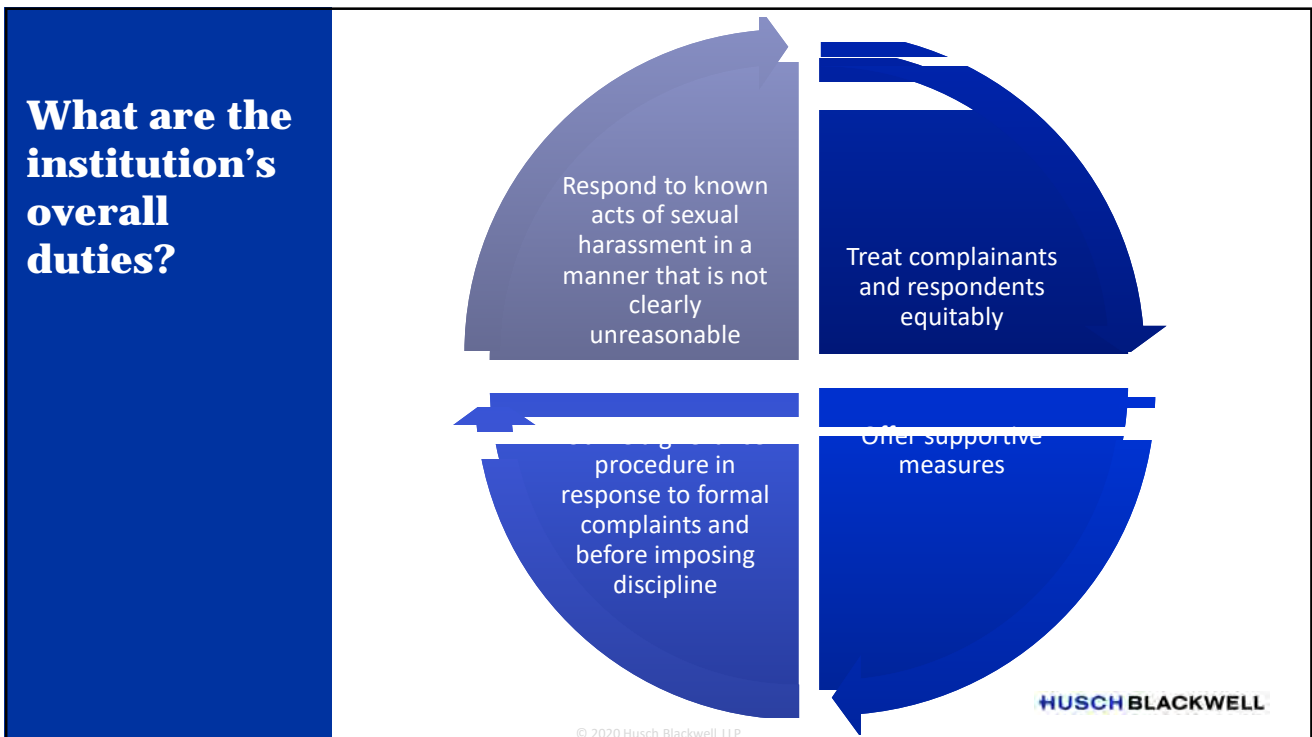 What are the
institution’s
overall
duties?
Respond to known
acts of sexual
harassment in a
manner that is not
clearly
unreasonable
Treat complainants
and respondents
equitably
Offer supportive
measures
procedure in
response to formal
complaints and
before imposing
discipline
HUSCH BLACKWELL
© 2020 Husch Blackwell LLP